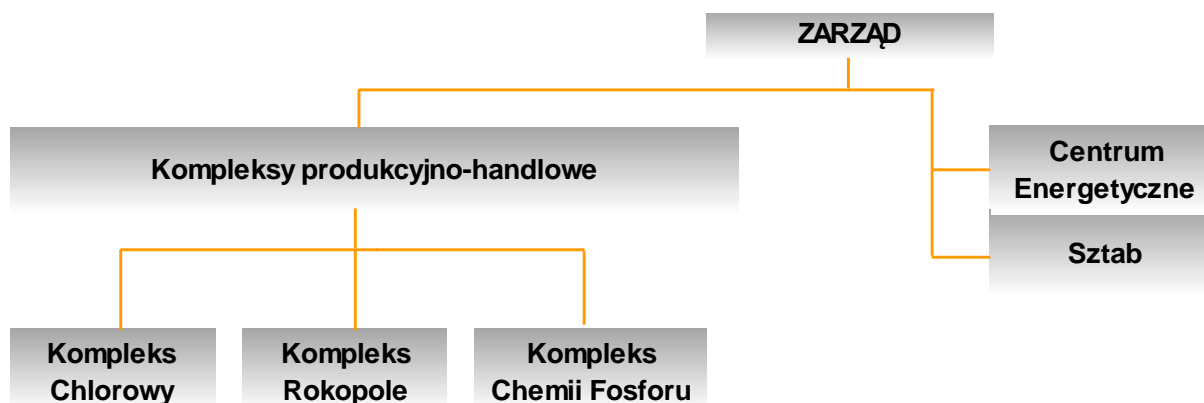 ZARZĄD
Kompleksy produkcyjno-handlowe
Centrum
Energetyczne
Sztab
Kompleks
Chlorowy
Kompleks
Rokopole
Kompleks
Chemii Fosforu